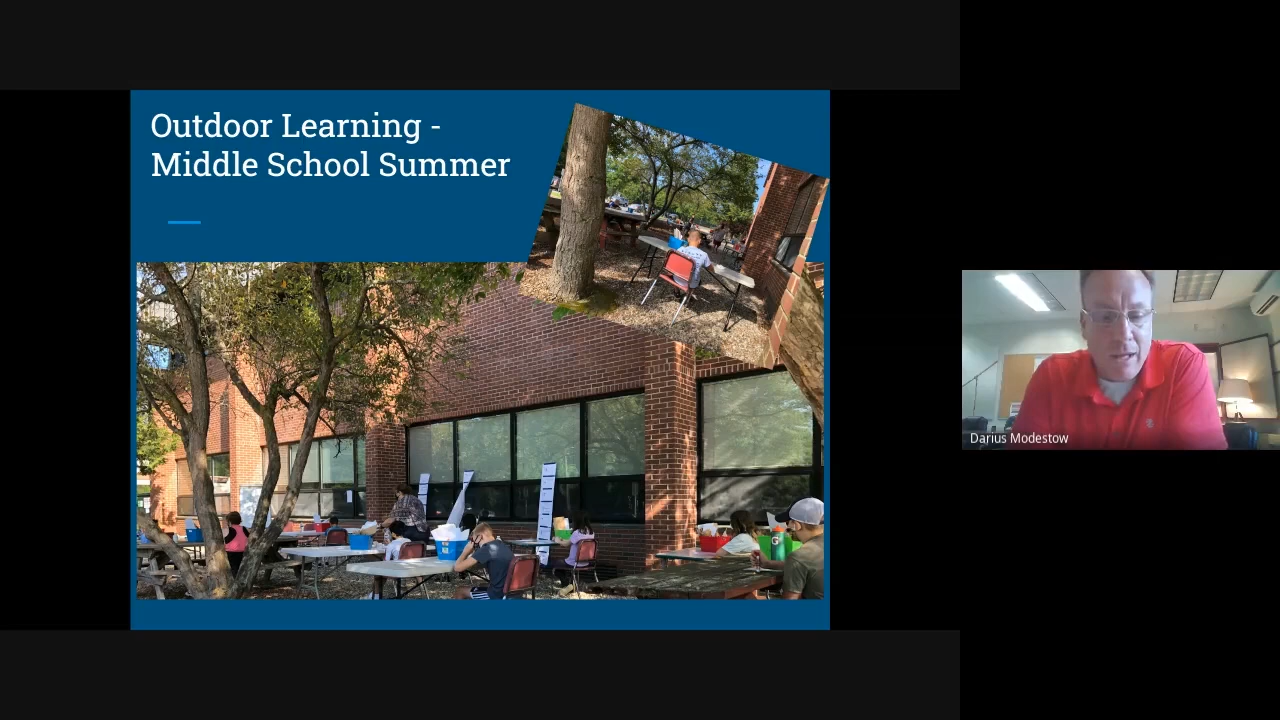 Outdoor Learning -
Middle School Summer
G
Darius Modestow